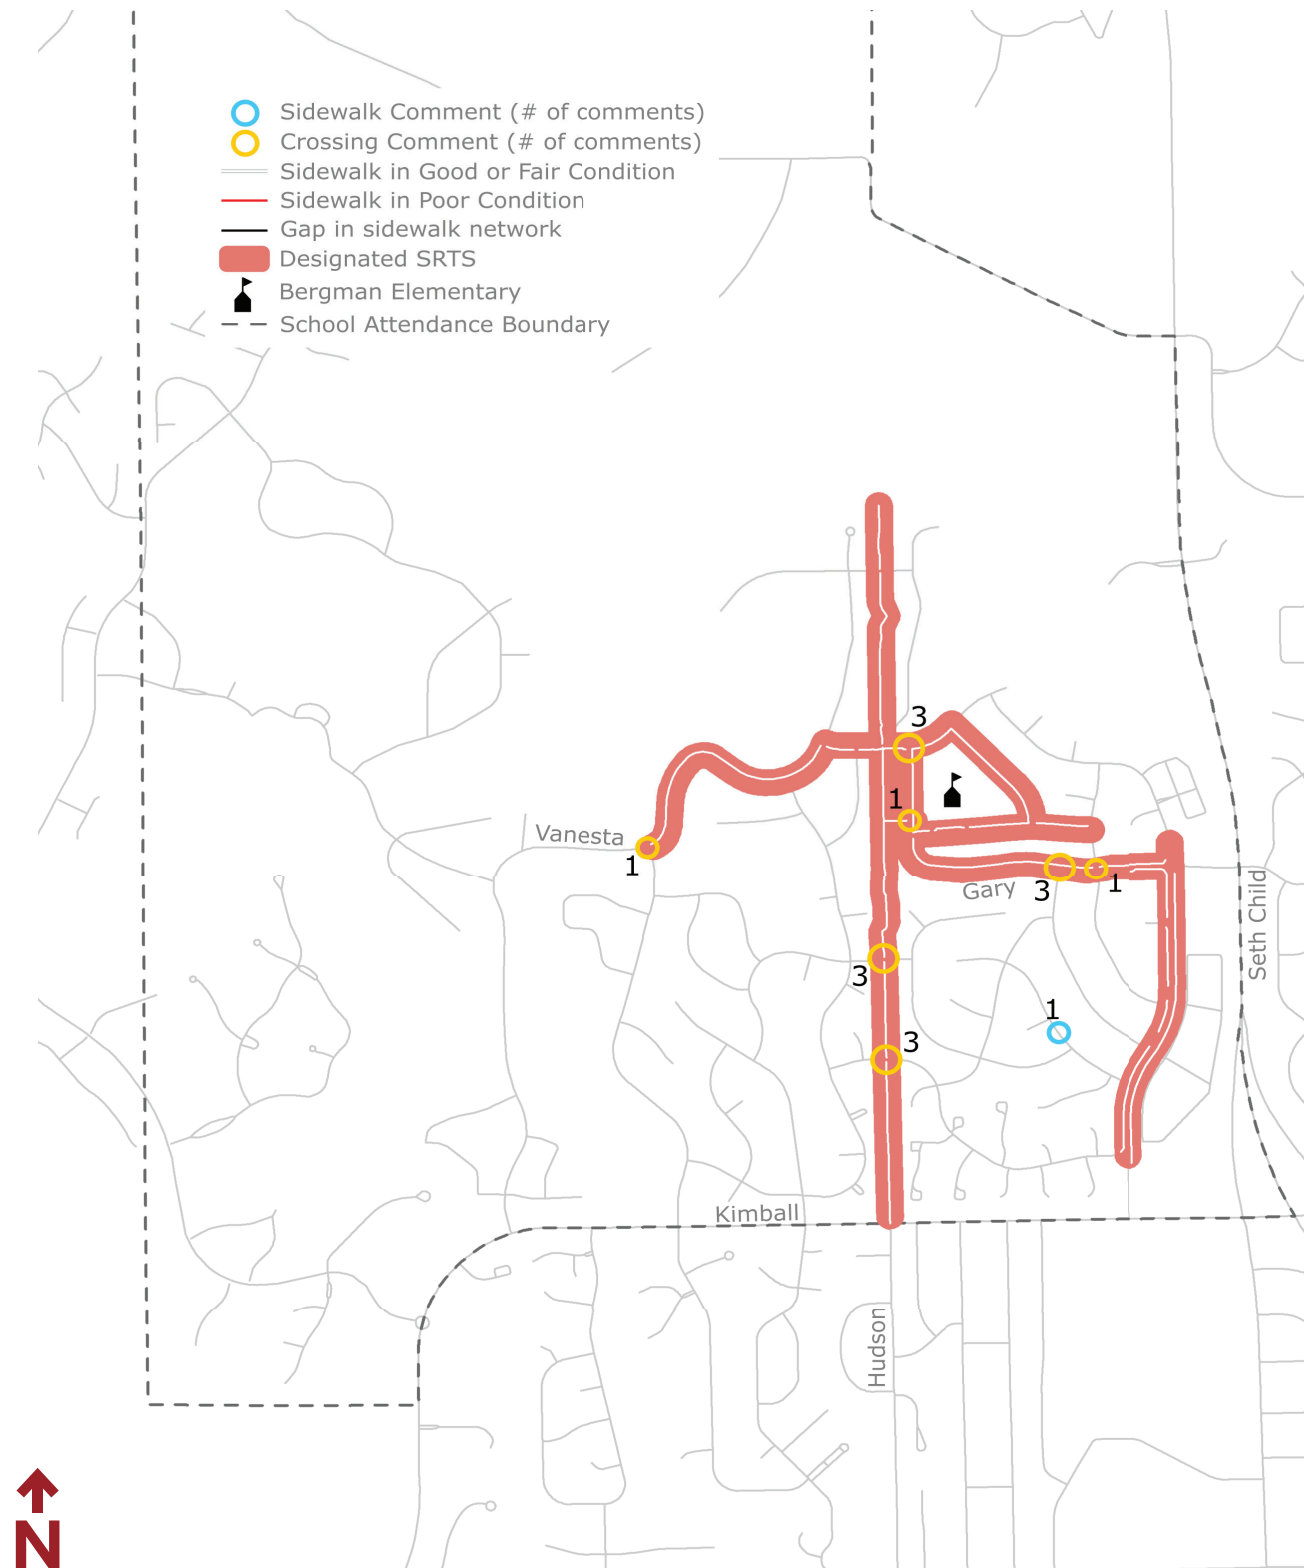 Sidewalk Comment (# of comments)
Crossing Comment (# of comments)
Sidewalk in Good or Fair Condition
Sidewalk in Poor Condition
Gap in sidewalk network
Designated SRTS
Bergman Elementary
School Attendance Boundary
3
1
Vanesta
1
Gary
3
1
Seth Child
3
1
3
Kimball
Hudson
N